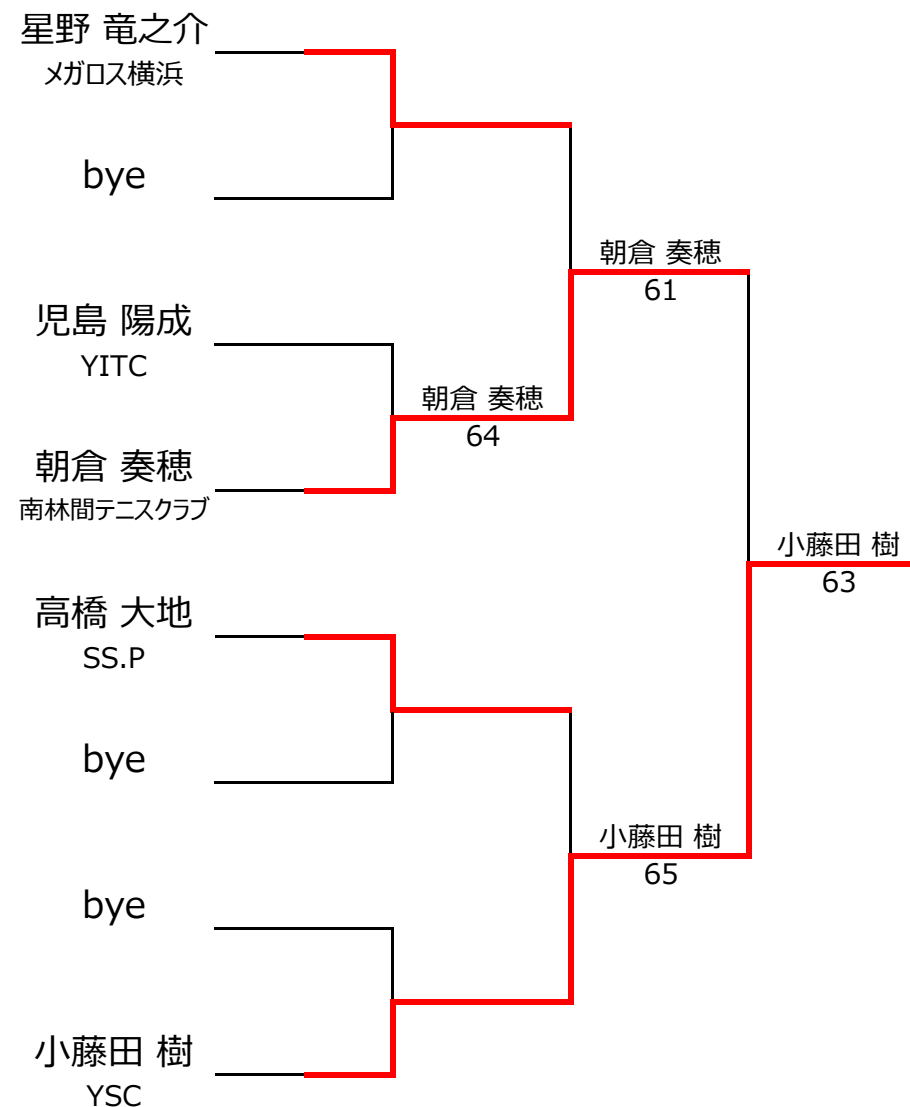 星野 竜之介
メガロス横浜
bye
朝倉 奏穂
61
児島 陽成
YITC
朝倉 奏穂
64
朝倉 奏穂
南林間テニスクラブ
小藤田 樹
63
高橋 大地
SS.P
bye
小藤田 樹
65
bye
小藤田 樹
YSC